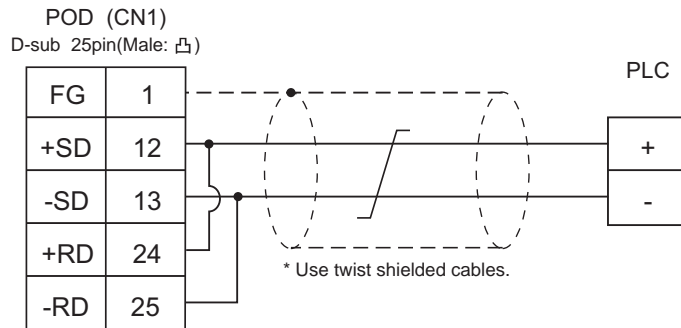 POD (CN1)
D-sub 25pin(Male: 凸)
PLC
FG 1
+SD 12
+
-SD 13
-
+RD 24
-RD 25
* Use twist shielded cables.